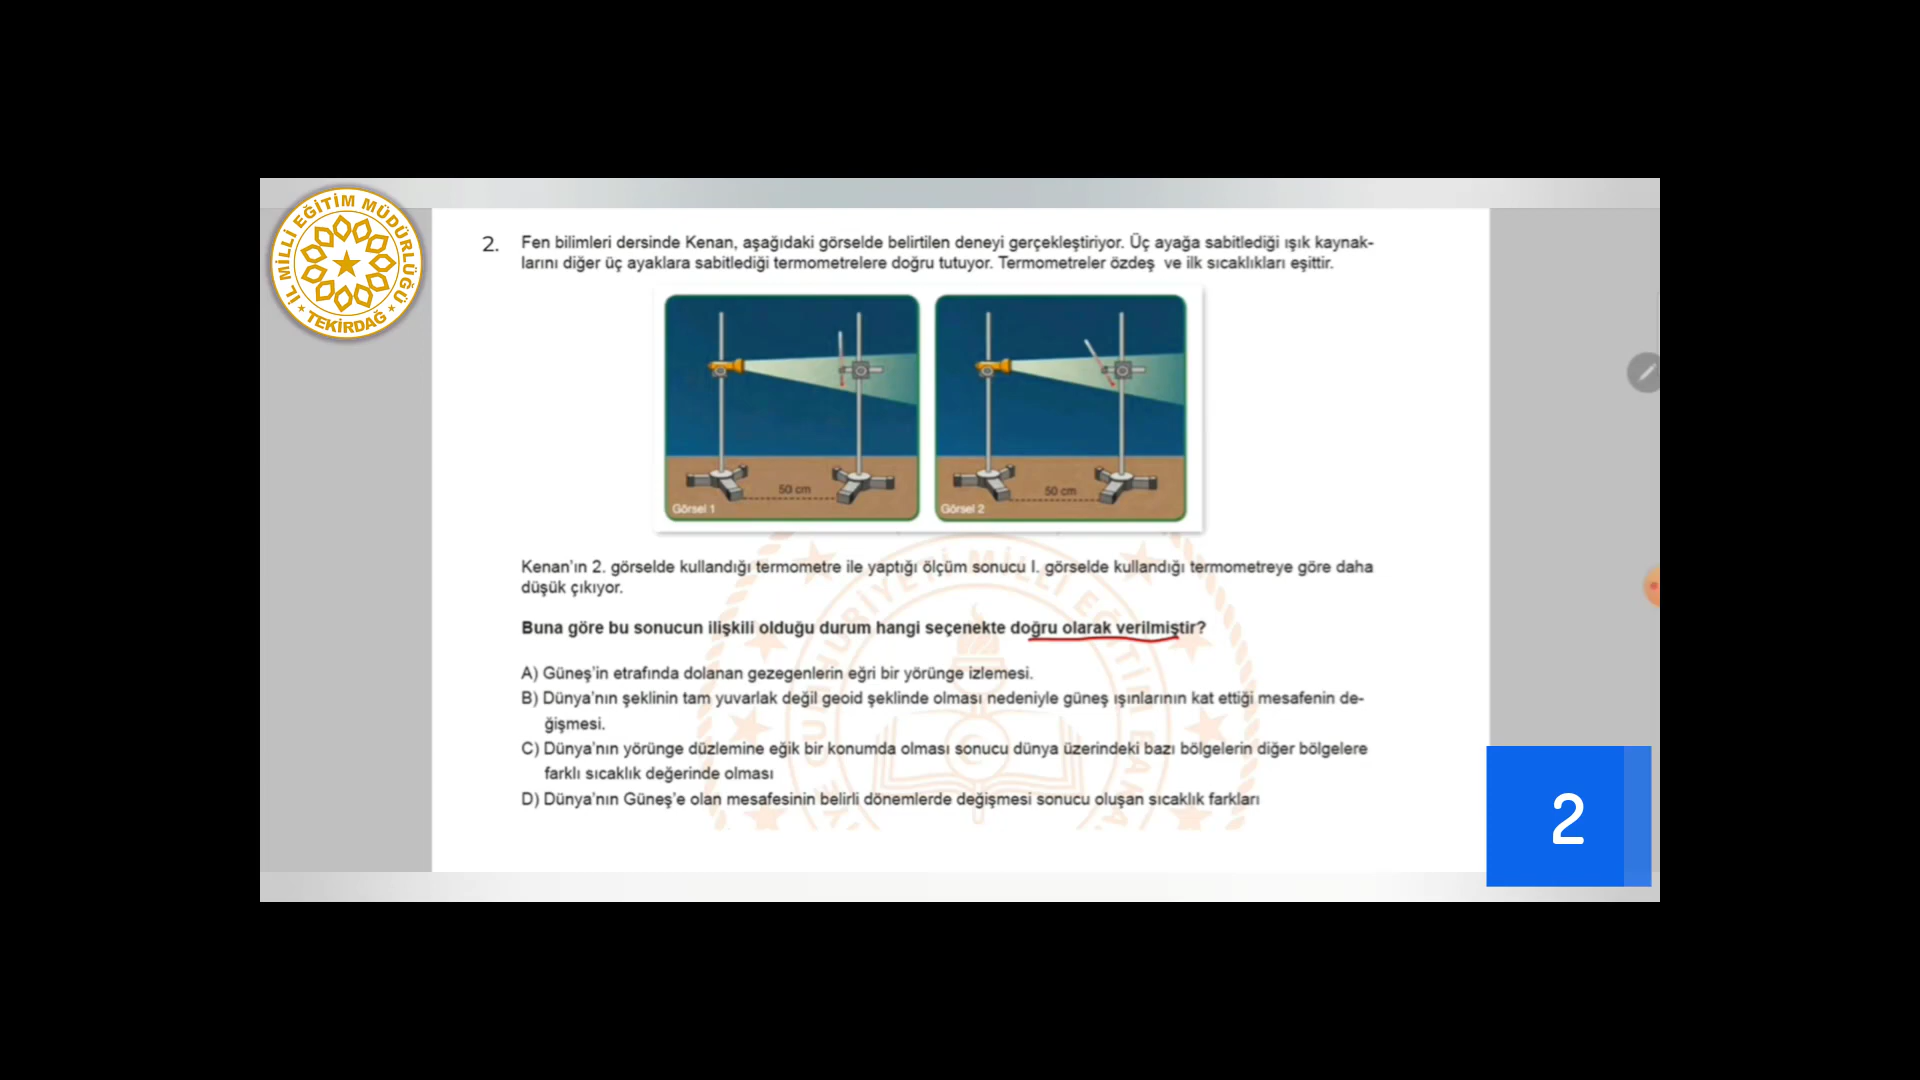 İL MİLLİ EĞİTİM MÜDÜRLÜĞÜ
TEKİRDAĞ
2. Fen bilimleri dersinde Kenan, aşağıdaki görselde belirtilen deneyi gerçekleştiriyor. Üç ayağa sabitlediği ışık kaynak-
larını diğer üç ayaklara sabitlediği termometrelere doğru tutuyor. Termometreler özdeş ve ilk sıcaklıkları eşittir.
50 cm
Görsel 1
50 cm
Görsel 2
Kenan'ın 2. görselde kullandığı termometre ile yaptığı ölçüm sonucu I. görselde kullandığı termometreye göre daha
düşük çıkıyor.
Buna göre bu sonucun ilişkili olduğu durum hangi seçenekte doğru olarak verilmiştir?
A) Güneş'in etrafında dolanan gezegenlerin eğri bir yörünge izlemesi.
B) Dünya'nın şeklinin tam yuvarlak değil geoid şeklinde olması nedeniyle güneş ışınlarının kat ettiği mesafenin de-
ğişmesi.
C) Dünya'nın yörünge düzlemine eğik bir konumda olması sonucu dünya üzerindeki bazı bölgelerin diğer bölgelere
farklı sıcaklık değerinde olması
D) Dünya'nın Güneş'e olan mesafesinin belirli dönemlerde değişmesi sonucu oluşan sıcaklık farkları
2